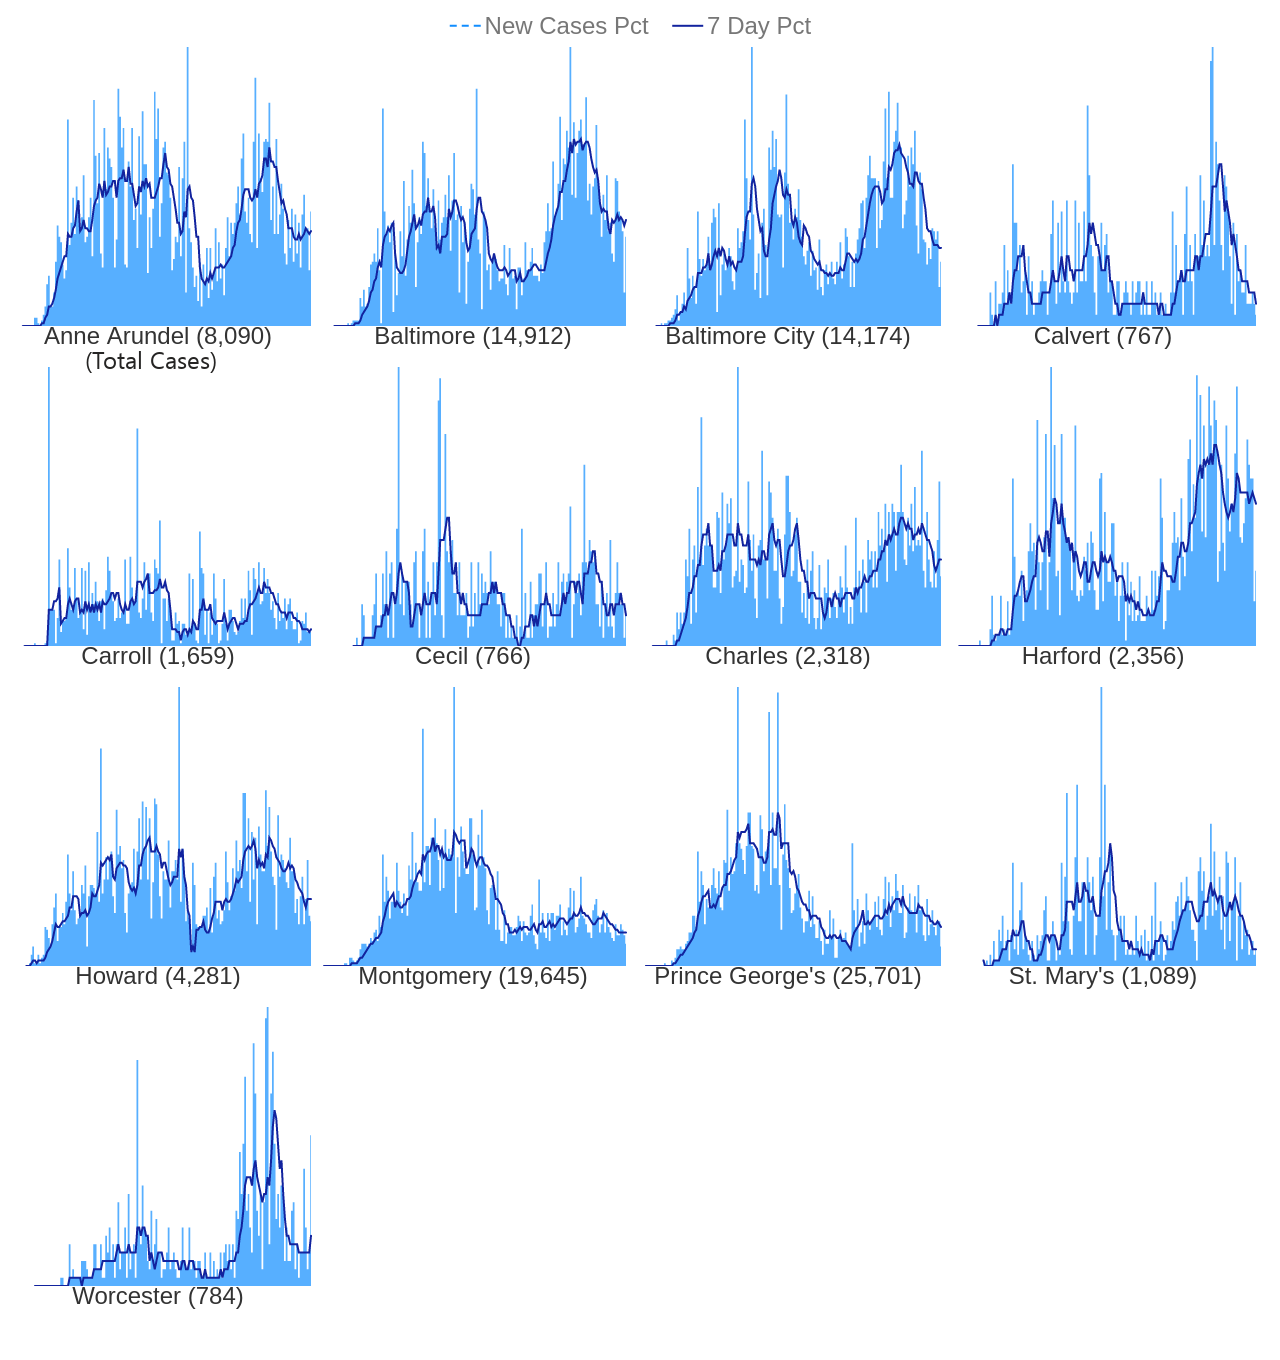 New Cases Pct 7 Day Pct
Anne Arundel (8,090) Baltimore (14,912) Baltimore City (14,174) Calvert (767)
(Total Cases)
Carroll (1,659) Cecil (766) Charles (2,318) Harford (2,356)
Howard (4,281) Montgomery (19,645) Prince George's (25,701) St. Mary's (1,089)
Worcester (784)